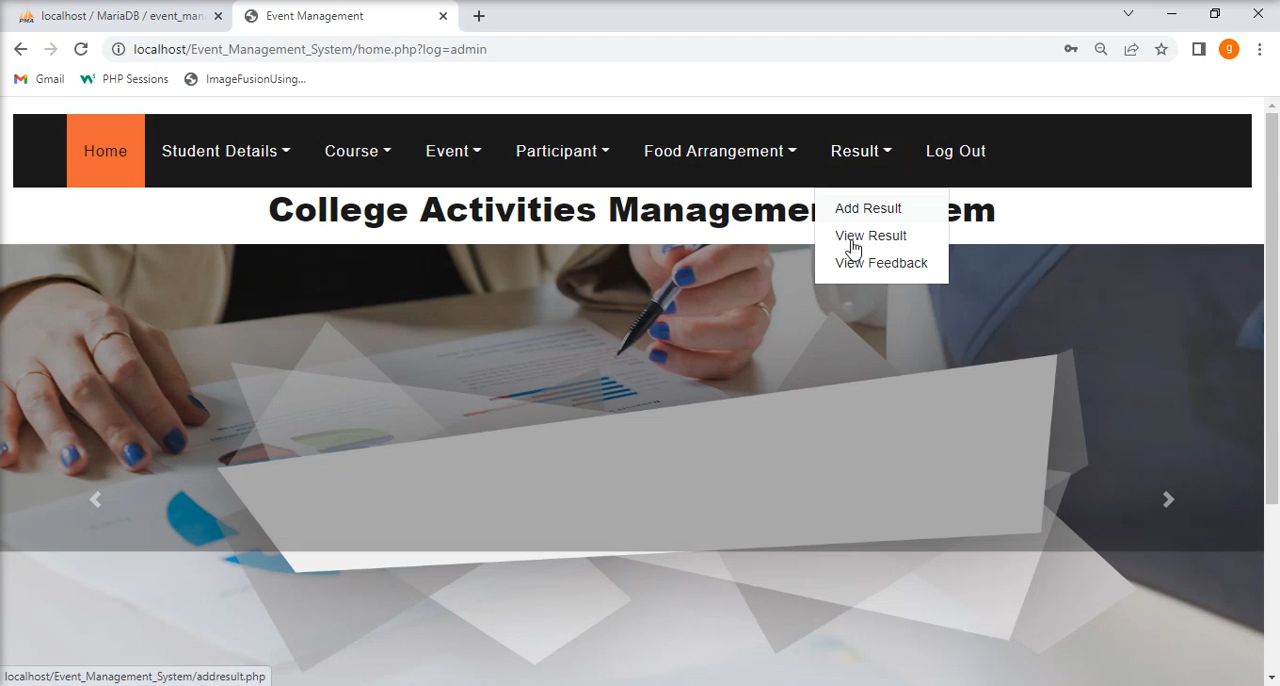 localhost / MariaDB / event_man
Event Management
localhost/Event_Management_System/home.php?log=admin
g
Gmail
PHP Sessions
ImageFusionUsing...
Home
Student Details
Course
Event
Participant
Food Arrangement
Result
Log Out
College Activities
Add Result
View Result
View Feedback
localhost/Event_Management_System/addresult.php